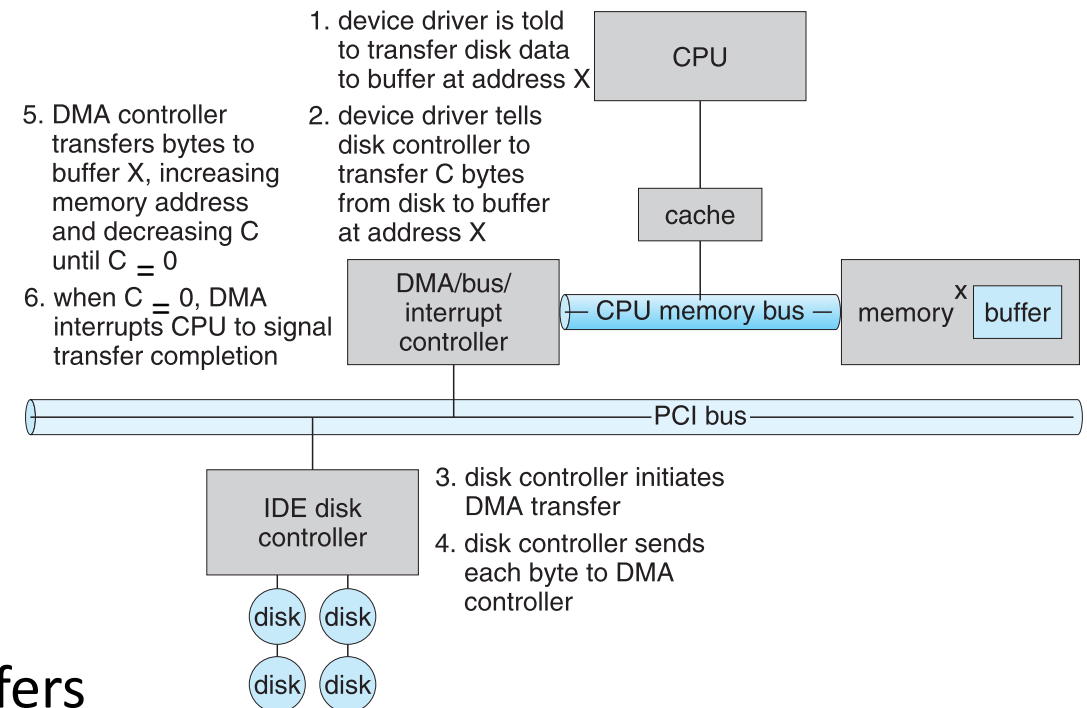 1. device driver is told
to transfer disk data
to buffer at address X
CPU
5. DMA controller
transfers bytes to
buffer X, increasing
memory address
and decreasing C
until C = 0
2. device driver tells
disk controller to
transfer C bytes
from disk to buffer
at address X
cache
6. when C = 0, DMA
interrupts CPU to signal
transfer completion
DMA/bus/
interrupt
controller
CPU memory bus
memory
x
buffer
PCI bus
IDE disk
controller
3. disk controller initiates
DMA transfer
4. disk controller sends
each byte to DMA
controller
disk
disk
disk
disk
fers